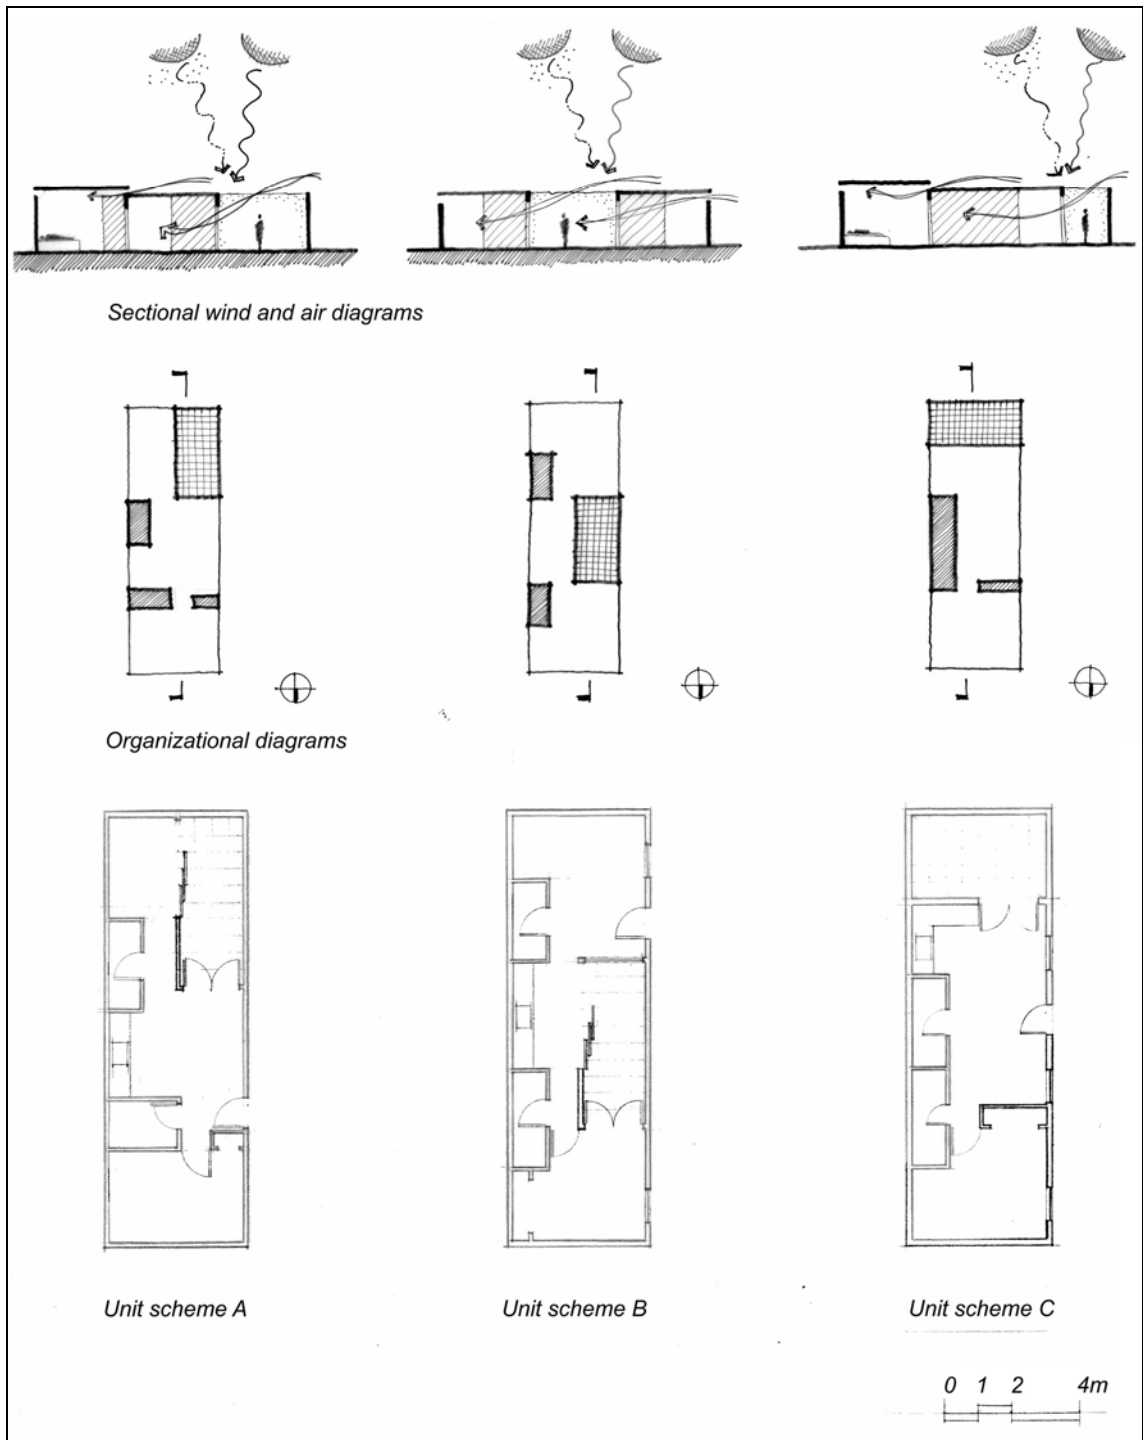 Sectional wind and air diagrams
Organizational diagrams
Unit scheme A
Unit scheme B
Unit scheme C
0 1 2 4m